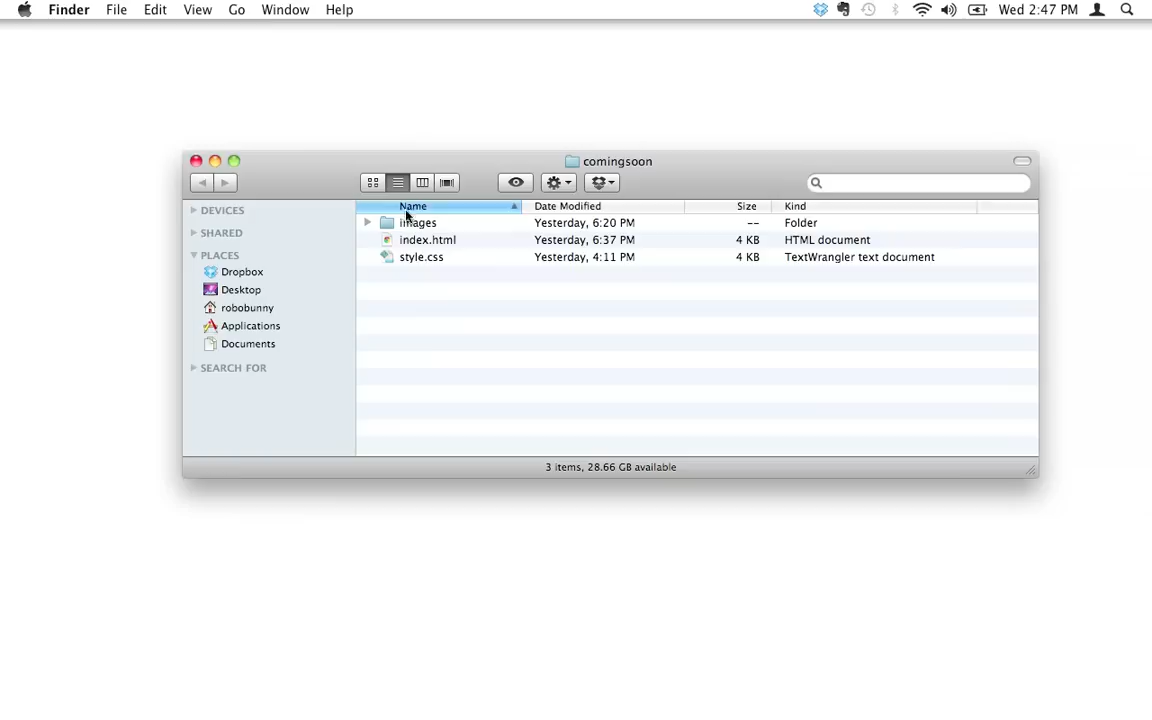 Finder File Edit View Go Window Help Wed 2:47 PM
comingsoon
Name Date Modified Size Kind
DEVICES
SHARED
PLACES
Dropbox
Desktop
robobunny
Applications
Documents
SEARCH FOR
images Yesterday, 6:20 PM -- Folder
index.html Yesterday, 6:37 PM 4 KB HTML document
style.css Yesterday, 4:11 PM 4 KB TextWrangler text document
3 items, 28.66 GB available